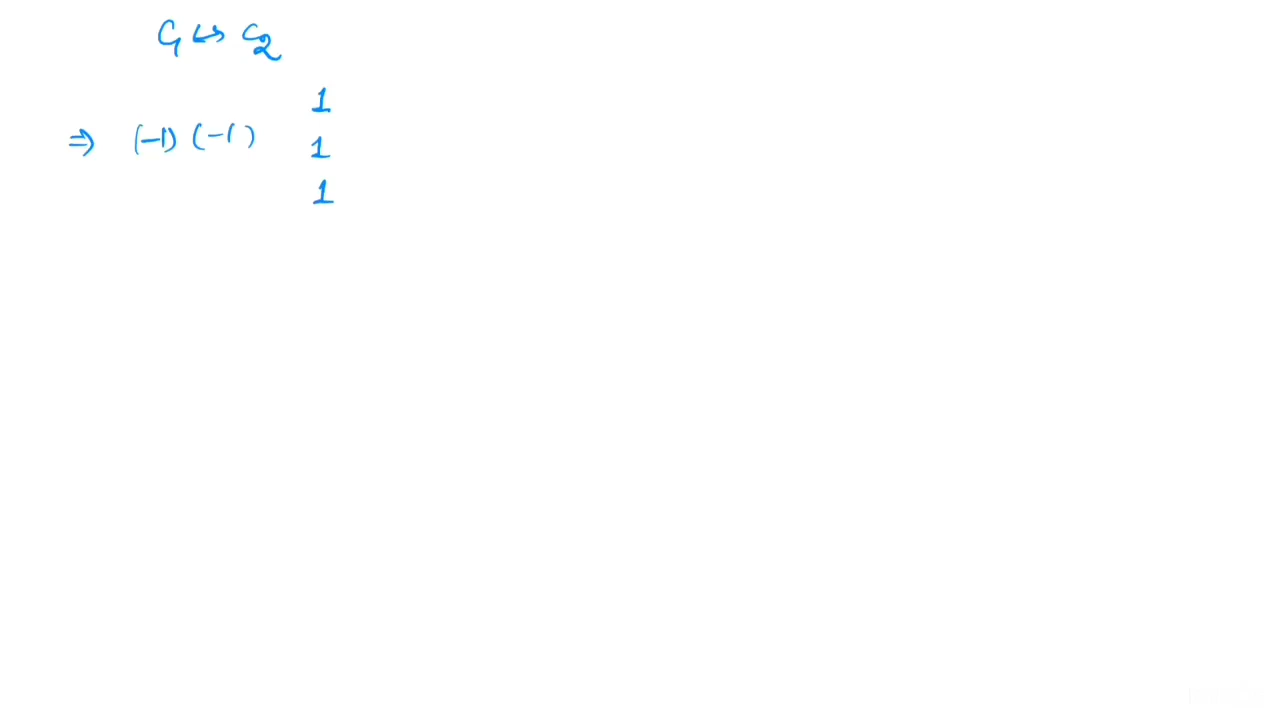 C₁ ↔ C₂
1
⇒ (-1) (-1) 1
1